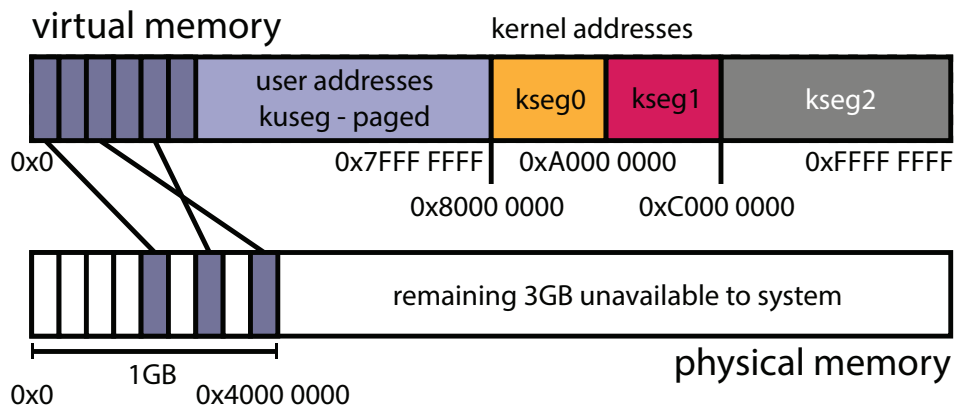 virtual memory
kernel addresses
user addresses
kuseg - paged
kseg0
kseg1
kseg2
0x0
0x7FFF FFFF
0xA000 0000
0xFFFF FFFF
0x8000 0000
0xC000 0000
remaining 3GB unavailable to system
1GB
physical memory
0x0
0x4000 0000